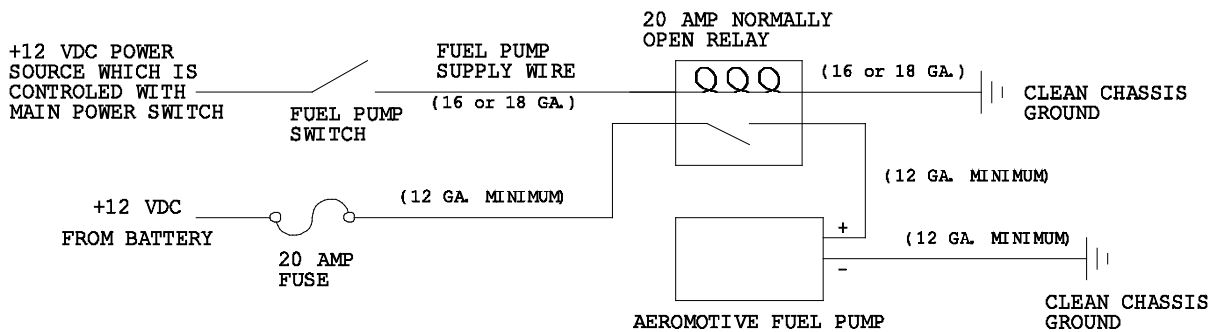 +12 VDC POWER
SOURCE WHICH IS
CONTROLED WITH
MAIN POWER SWITCH
FUEL PUMP
SWITCH
FUEL PUMP
SUPPLY WIRE
(16 or 18 GA.)
20 AMP NORMALLY
OPEN RELAY
(16 or 18 GA.)
CLEAN CHASSIS
GROUND
+12 VDC
FROM BATTERY
20 AMP
FUSE
(12 GA. MINIMUM)
(12 GA. MINIMUM)
+
-
(12 GA. MINIMUM)
CLEAN CHASSIS
GROUND
AEROMOTIVE FUEL PUMP